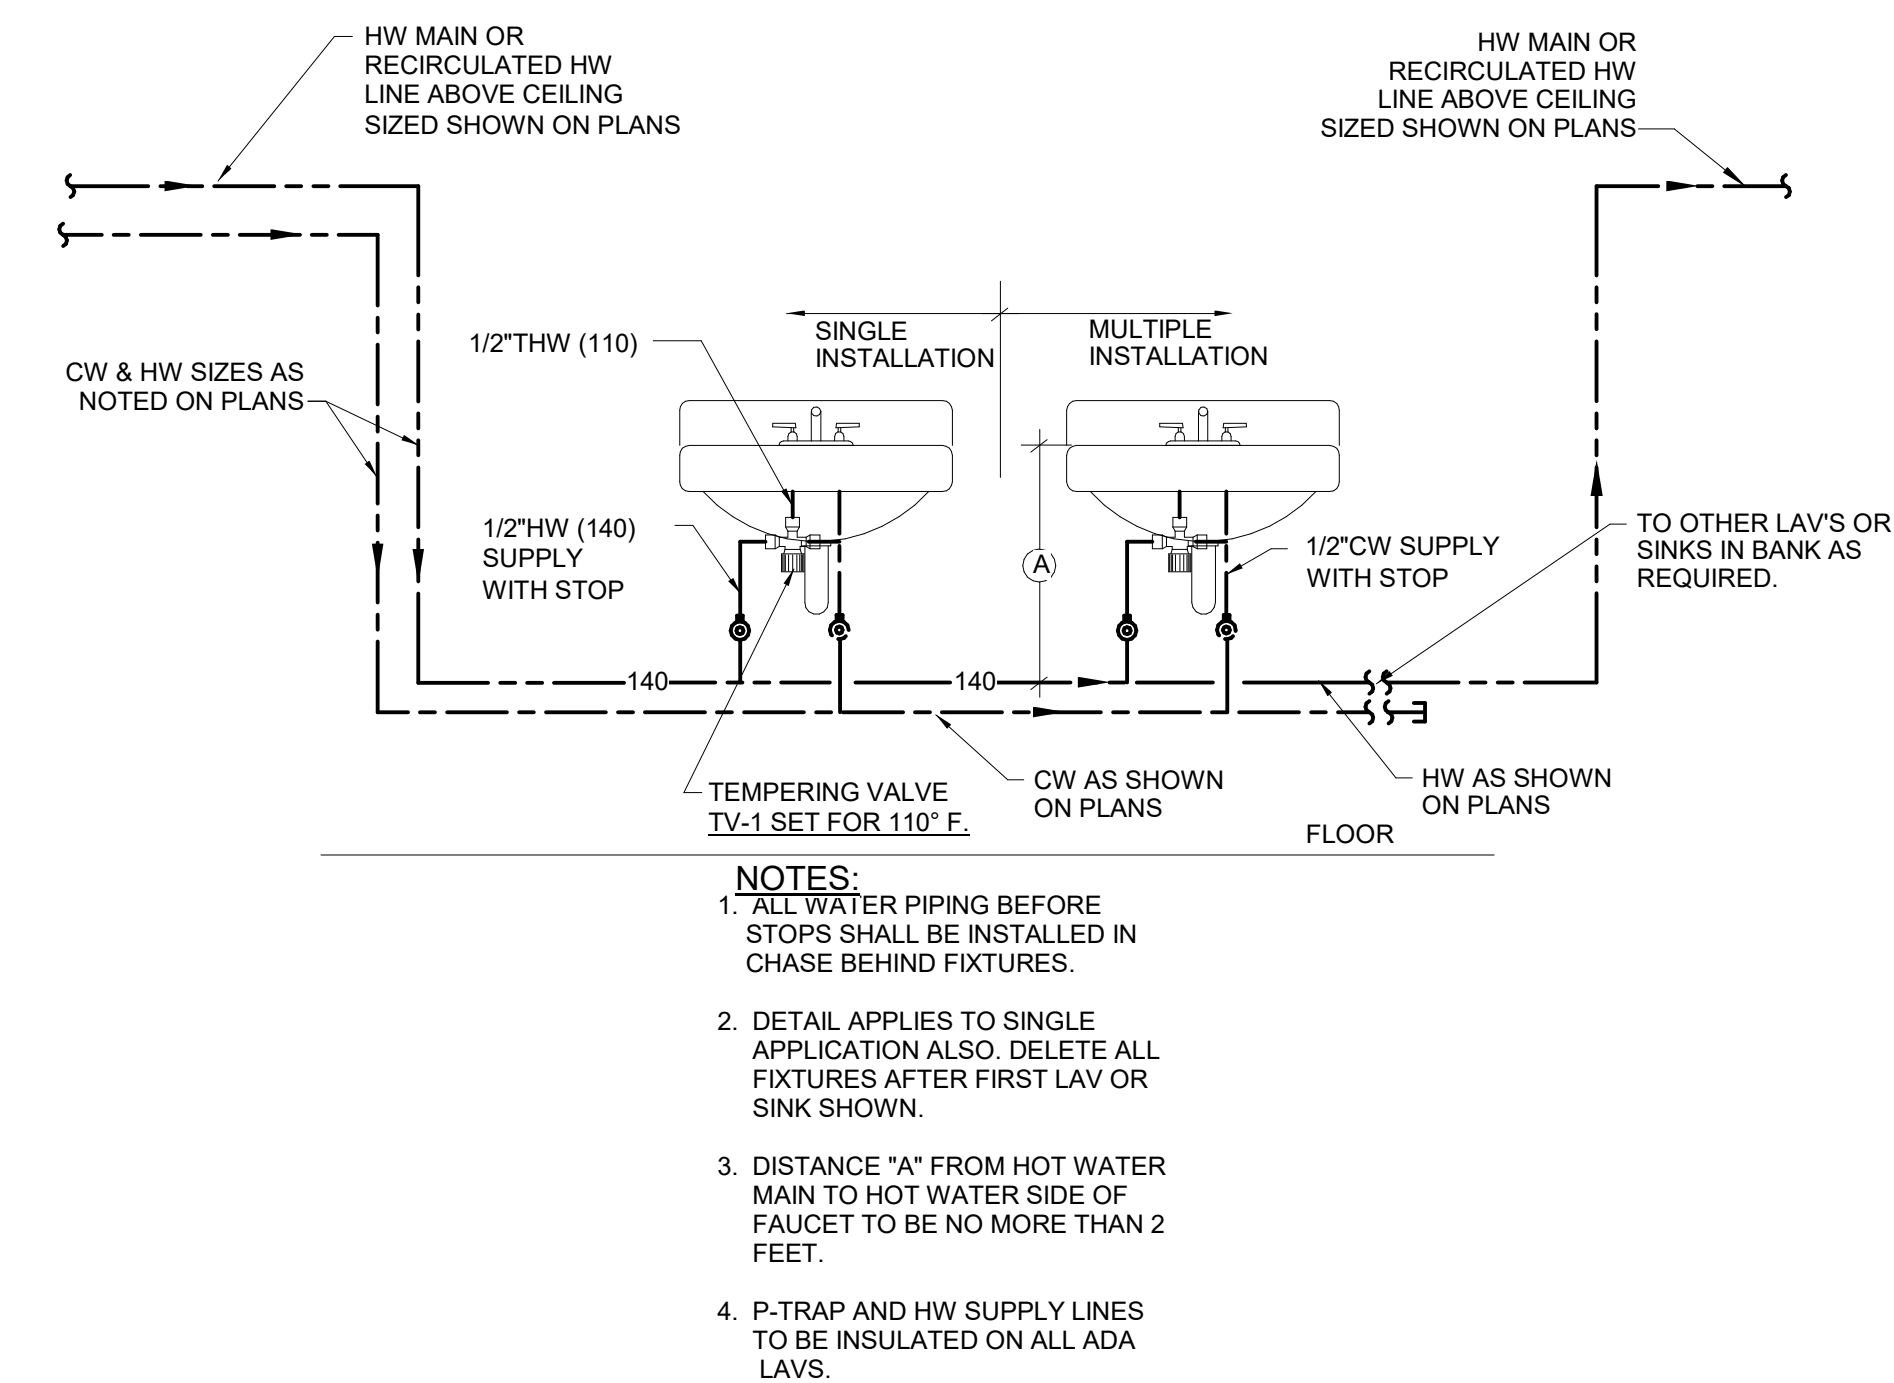 HW MAIN OR
RECIRCULATED HW
LINE ABOVE CEILING
SIZED SHOWN ON PLANS
HW MAIN OR
RECIRCULATED HW
LINE ABOVE CEILING
SIZED SHOWN ON PLANS
1/2"THW (110)
SINGLE
INSTALLATION
MULTIPLE
INSTALLATION
CW & HW SIZES AS
NOTED ON PLANS
1/2"HW (140)
SUPPLY
WITH STOP
A
1/2"CW SUPPLY
WITH STOP
TO OTHER LAV'S OR
SINKS IN BANK AS
REQUIRED.
140
140
TEMPERING VALVE
TV-1 SET FOR 110° F.
CW AS SHOWN
ON PLANS
HW AS SHOWN
ON PLANS
FLOOR
NOTES:
1. ALL WATER PIPING BEFORE
STOPS SHALL BE INSTALLED IN
CHASE BEHIND FIXTURES.
2. DETAIL APPLIES TO SINGLE
APPLICATION ALSO. DELETE ALL
FIXTURES AFTER FIRST LAV OR
SINK SHOWN.
3. DISTANCE "A" FROM HOT WATER
MAIN TO HOT WATER SIDE OF
FAUCET TO BE NO MORE THAN 2
FEET.
4. P-TRAP AND HW SUPPLY LINES
TO BE INSULATED ON ALL ADA
LAVS.